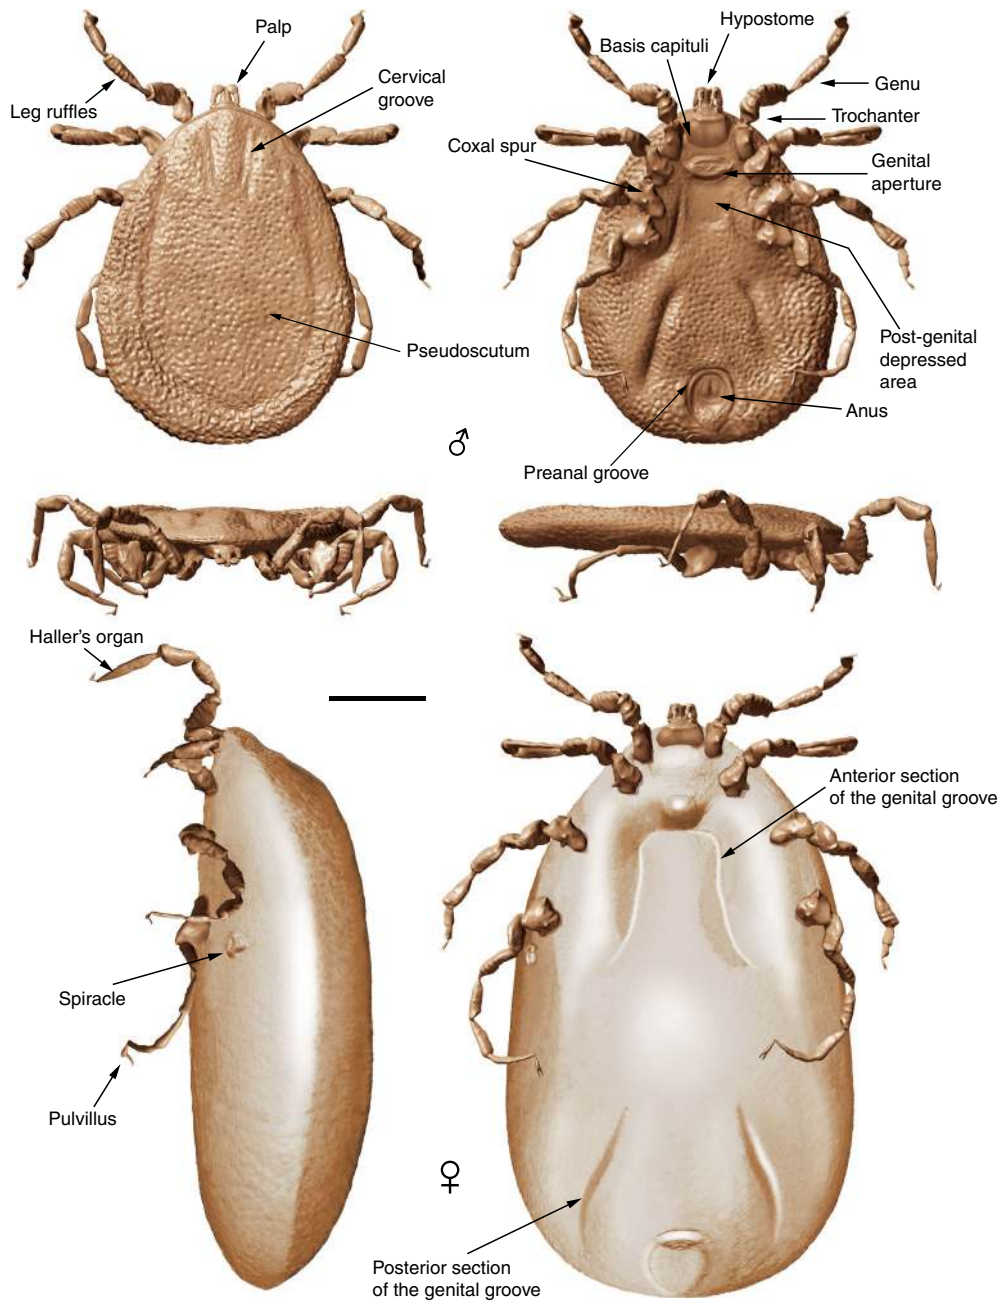 Palp
Cervical
groove
Leg ruffles
Pseudoscutum
Hypostome
Basis capituli
Genu
Trochanter
Coxal spur
Genital
aperture
Post-genital
depressed
area
Anus
Preanal groove
♂
Haller's organ
Spiracle
Pulvillus
Anterior section
of the genital groove
♀
Posterior section
of the genital groove